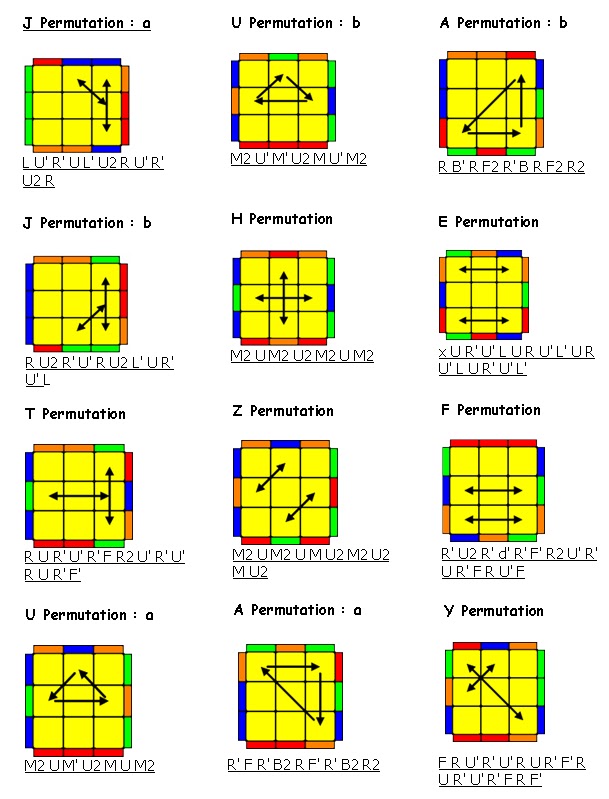 J Permutation : a
U Permutation : b
A Permutation : b
L U' R' U L' U2 R U' R'
U2 R
M2 U' M' U2 M U' M2
R B' R F2 R' B R F2 R2
J Permutation : b
H Permutation
E Permutation
R U2 R' U' R U2 L' U R'
U' L
M2 U M2 U2 M2 U M2
x U R' U' L U R U' L' U R
U' L U R' U' L'
T Permutation
Z Permutation
F Permutation
R U R' U' R' F R2 U' R' U'
R U R' F'
M2 U M2 U M U2 M2 U2
M U2
R' U2 R' d' R' F' R2 U' R'
U R' F R U' F
U Permutation : a
A Permutation : a
Y Permutation
M2 U M' U2 M U M2
R' F R' B2 R F' R' B2 R2
F R U' R' U' R U R' F' R
U R' U' R' F R F'